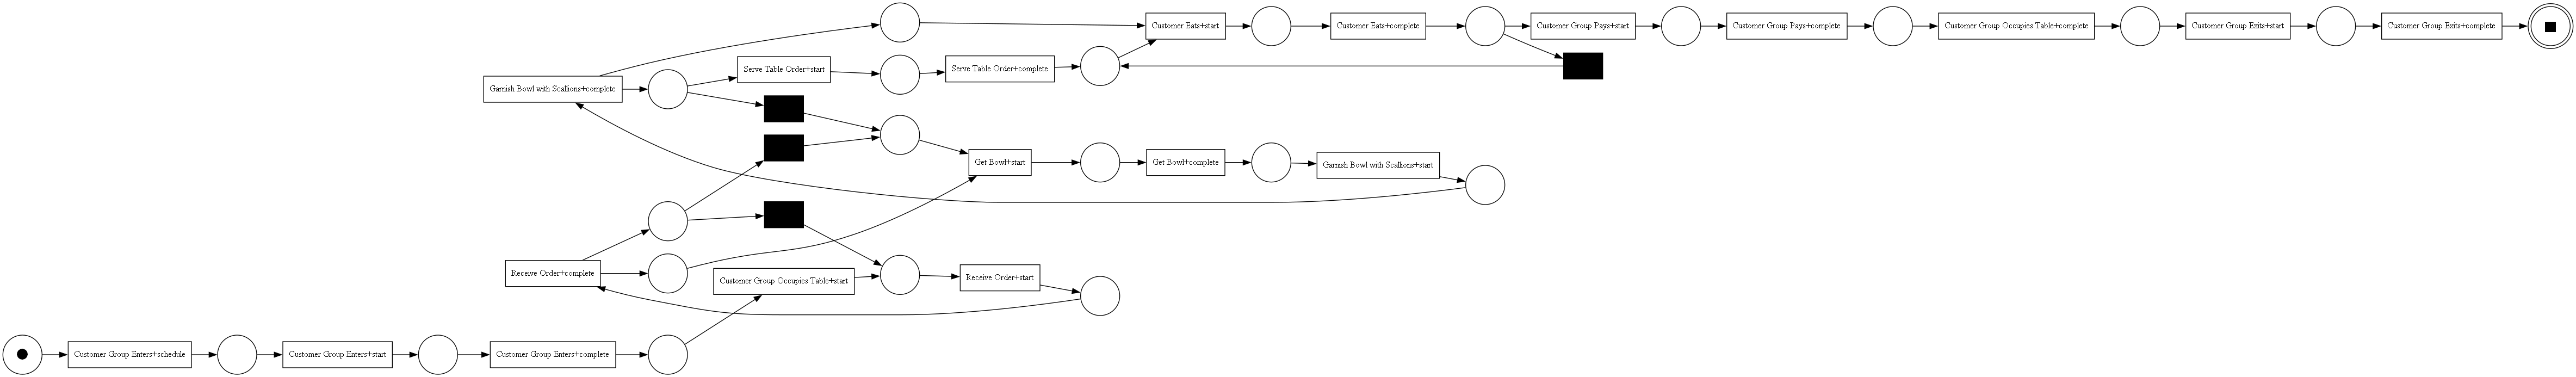 Customer Eats+start
Customer Eats+complete
Customer Group Pays+start
Customer Group Pays+complete
Customer Group Occupies Table+complete
Customer Group Exits+start
Customer Group Exits+complete
Serve Table Order+start
Serve Table Order+complete
Garnish Bowl with Scallions+complete
Get Bowl+start
Get Bowl+complete
Garnish Bowl with Scallions+start
Receive Order+complete
Customer Group Occupies Table+start
Receive Order+start
Customer Group Enters+schedule
Customer Group Enters+start
Customer Group Enters+complete